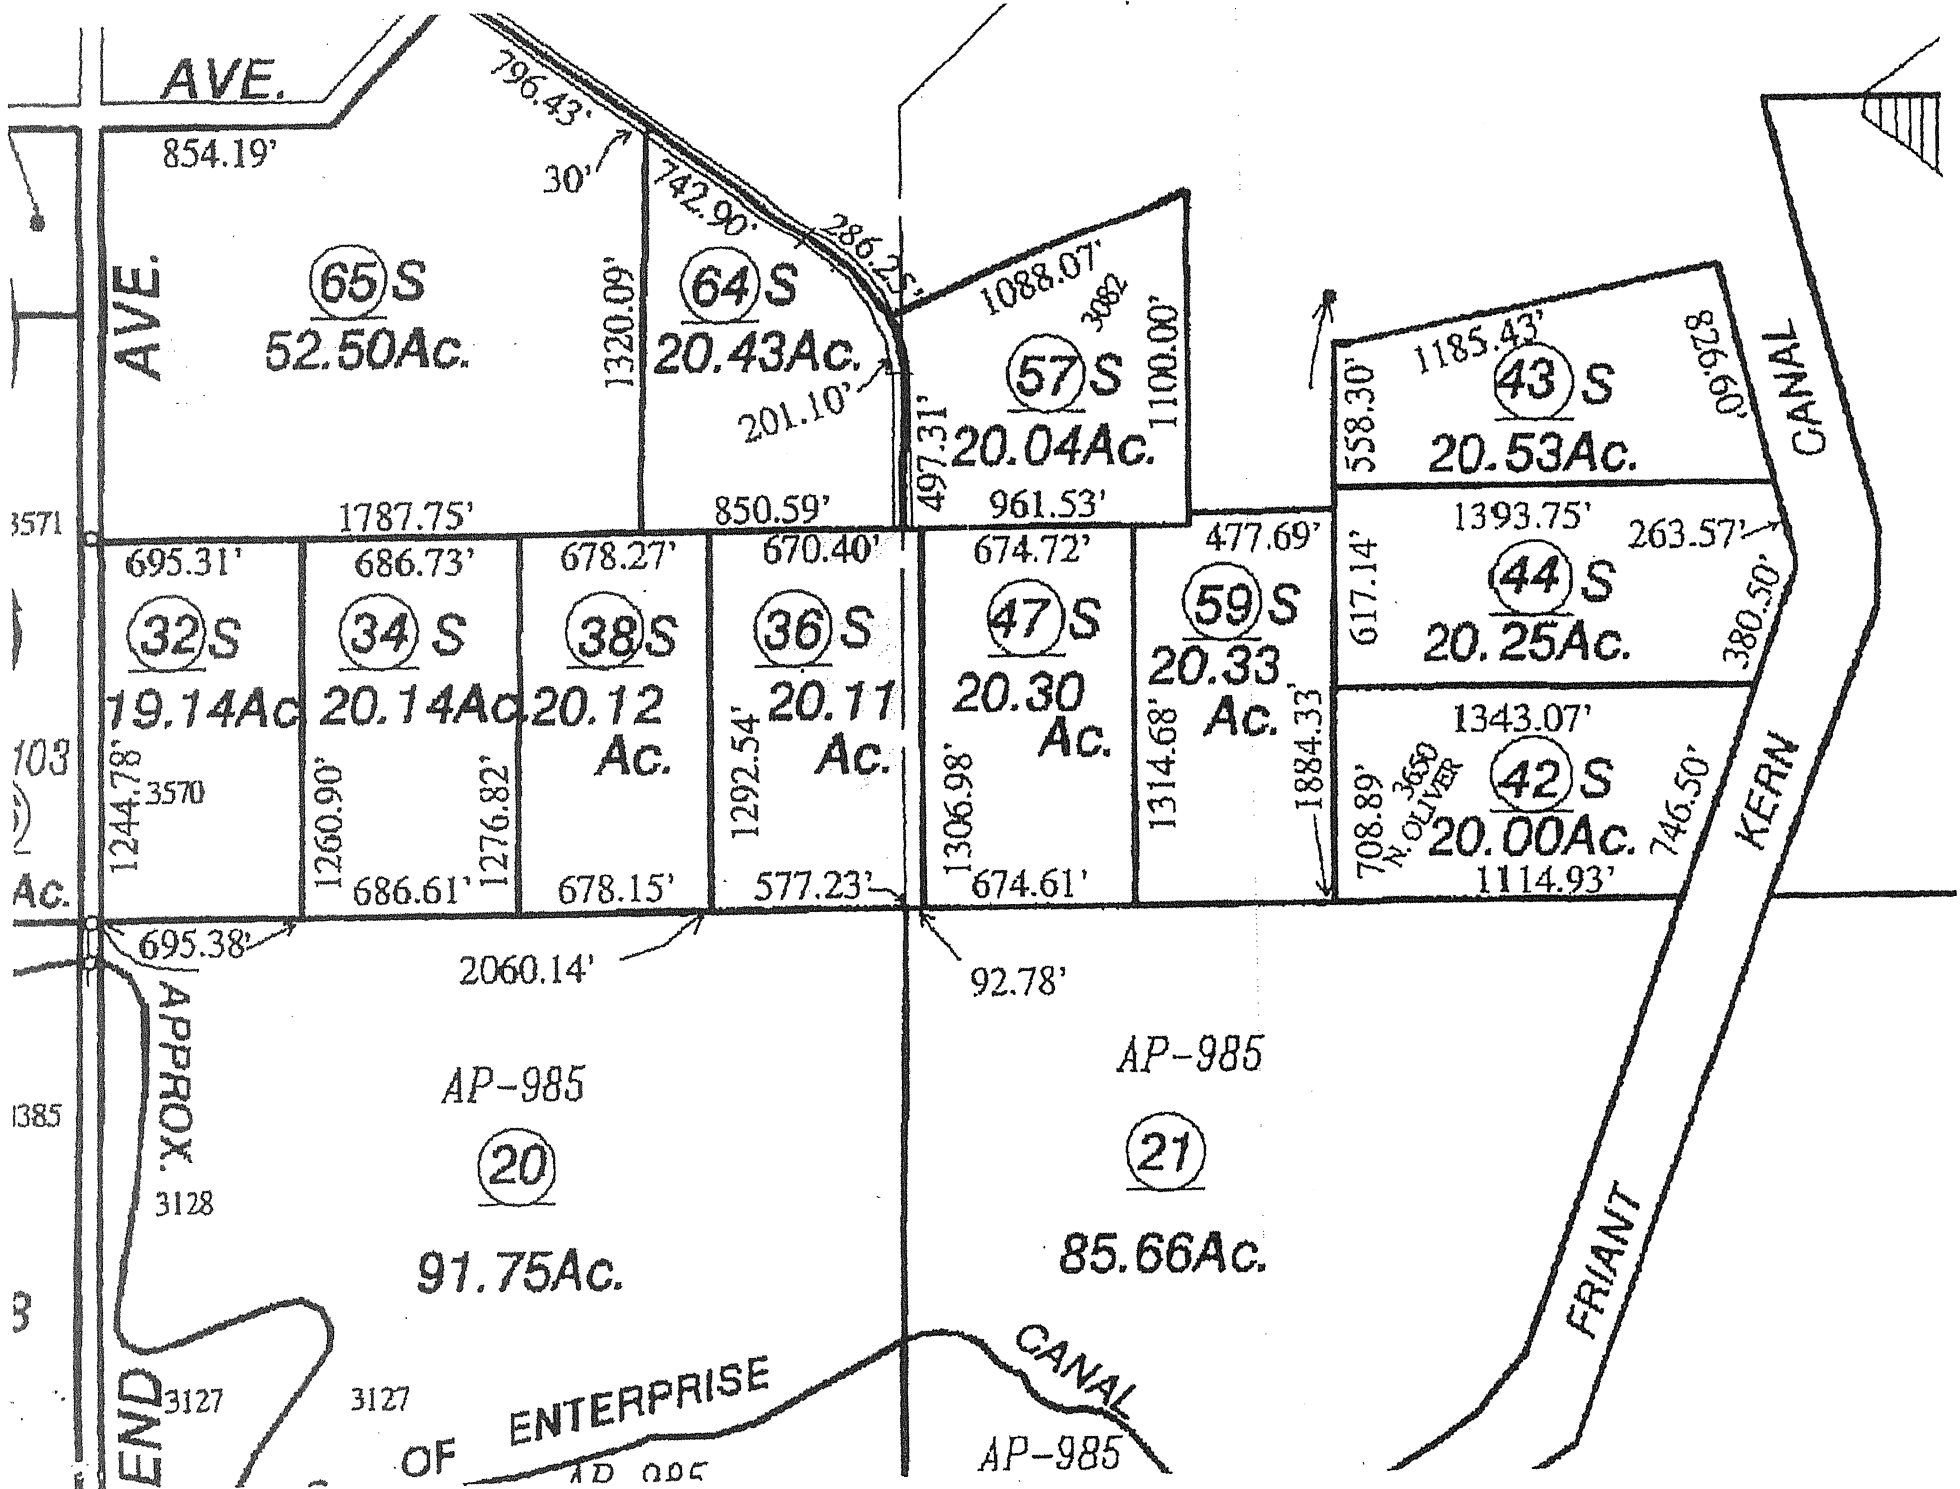 AVE.
854.19'
796.43'
30'
742.90'
286.25'
AVE.
65 S
52.50Ac.
1320.09'
64 S
20.43Ac.
201.10'
1088.07'
3082
57 S
20.04Ac.
1100.00'
497.31'
1185.43'
558.30'
43 S
20.53Ac.
826.60'
CANAL
3571
1787.75'
850.59'
961.53'
695.31'
686.73'
678.27'
670.40'
674.72'
477.69'
1393.75'
263.57'
32 S
19.14Ac
34 S
20.14Ac.
38 S
20.12
Ac.
36 S
20.11
Ac.
47 S
20.30
Ac.
59 S
20.33
Ac.
617.14'
44 S
20.25Ac.
380.50'
103
1244.78'
3570
1260.90'
1276.82'
1292.54'
1306.98'
1314.68'
1884.33'
1343.07'
708.89'
3650
N. OLIVER
42 S
20.00Ac.
746.50'
KERN
Ac.
686.61'
678.15'
577.23'
674.61'
1114.93'
695.38'
2060.14'
92.78'
APPROX.
AP-985
AP-985
1385
20
21
3128
91.75Ac.
85.66Ac.
FRIANT
3
END
3127
3127
OF
ENTERPRISE
CANAL
AP-985
AP-985